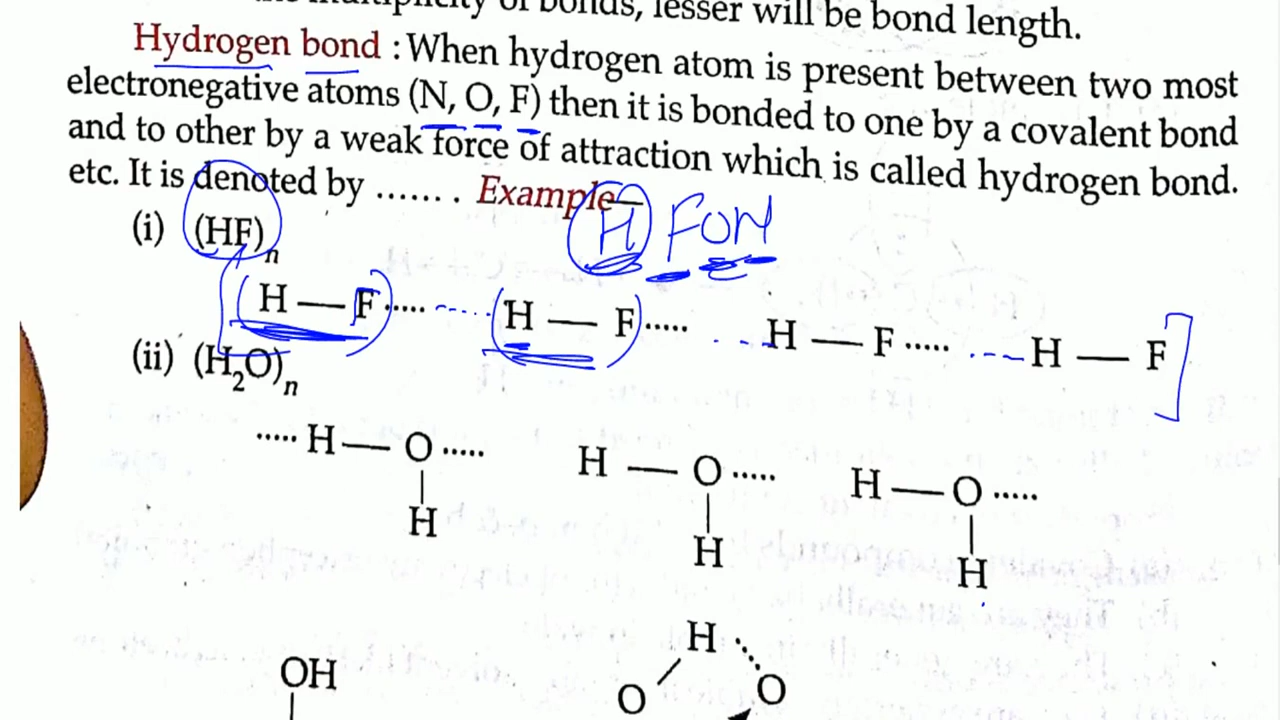 the multiplicity of bonds, lesser will be bond length.
Hydrogen bond : When hydrogen atom is present between two most
electronegative atoms (N, O, F) then it is bonded to one by a covalent bond
and to other by a weak force of attraction which is called hydrogen bond.
etc. It is denoted by ....... . Example—
H FON
(i) (HF)n
H — F ..... H — F ..... H — F ..... H — F
(ii) (H₂O)n
..... H — O ..... H — O ..... H — O .....
H H H
H
OH O O